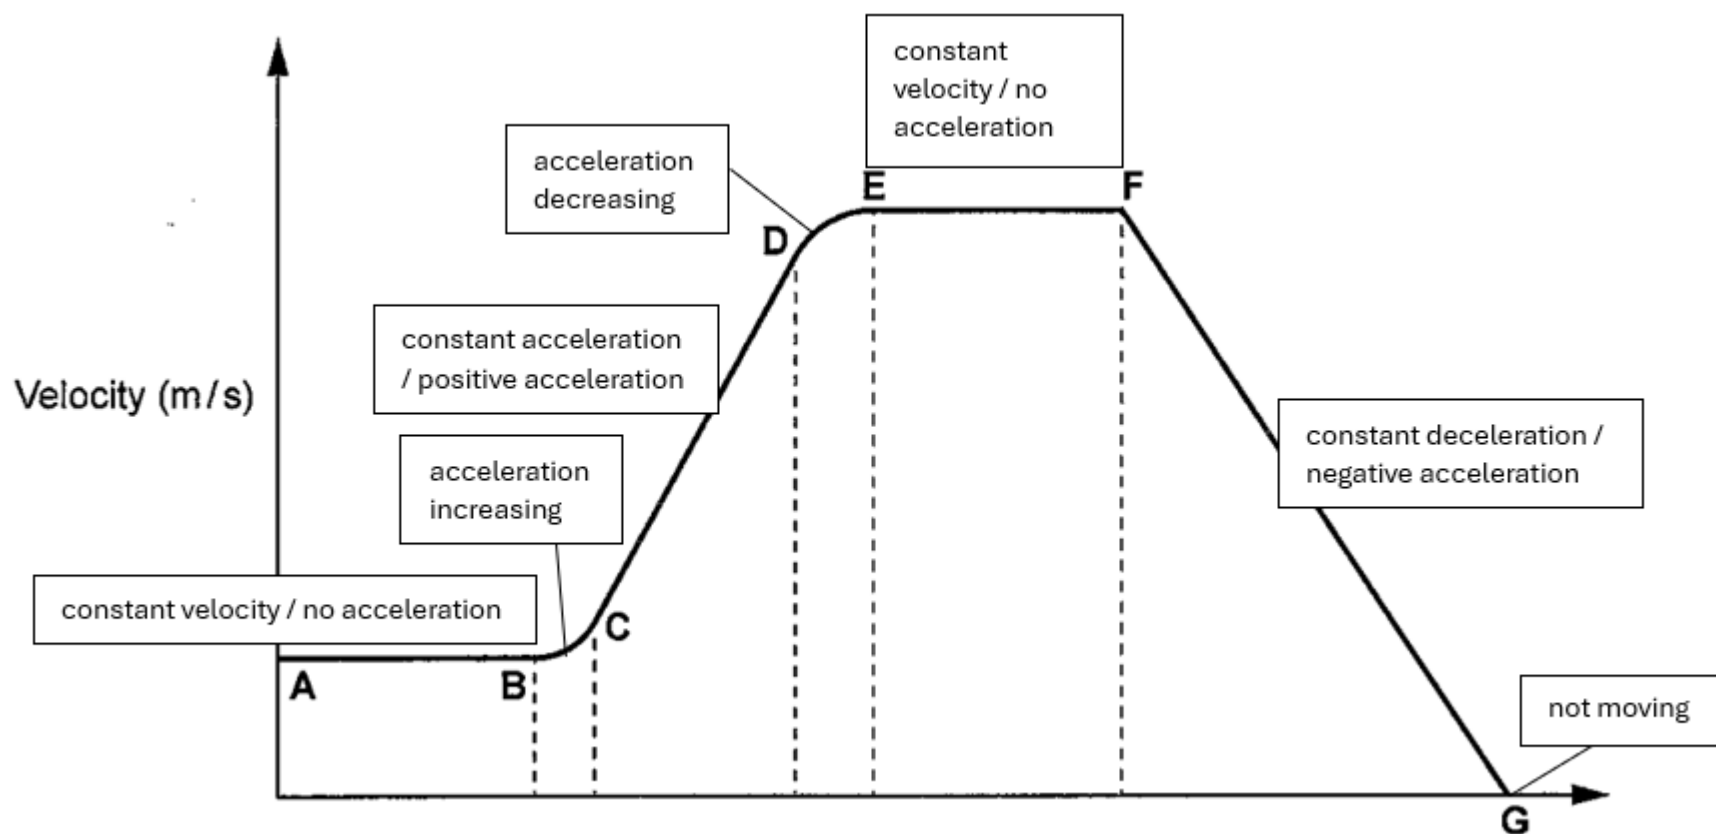 constant
velocity / no
acceleration
acceleration
decreasing
E
F
D
constant acceleration
/ positive acceleration
Velocity (m/s)
constant deceleration /
negative acceleration
acceleration
increasing
constant velocity / no acceleration
C
A
B
not moving
G